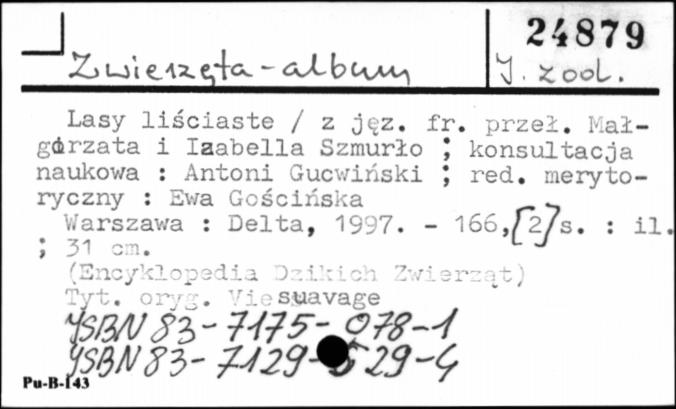 24879
Zwierzęta-album
J. zool.
Lasy liściaste / z jęz. fr. przeł. Mał-
gorzata i Izabella Szmurło ; konsultacja
naukowa : Antoni Gucwiński ; red. meryto-
ryczny : Ewa Gościńska
Warszawa : Delta, 1997. - 166,[2]s. : il.
; 31 cm.
(Encyklopedia Dzikich Zwierząt)
Tyt. oryg. Vie sauvage
ISBN 83-7175-078-1
ISBN 83-7129-529-4
Pu-B-143